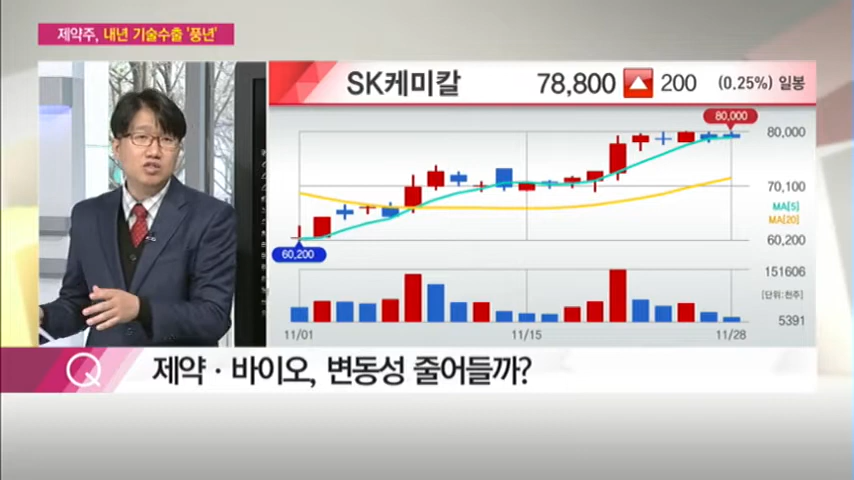 제약주, 내년 기술수출 '풍년'
SK케미칼 78,800 ▲ 200 (0.25%) 일봉
80,000
80,000
70,100
MA[5]
MA[20]
60,200
60,200
151606
[단위:천주]
5391
11/01 11/15 11/28
Q 제약·바이오, 변동성 줄어들까?